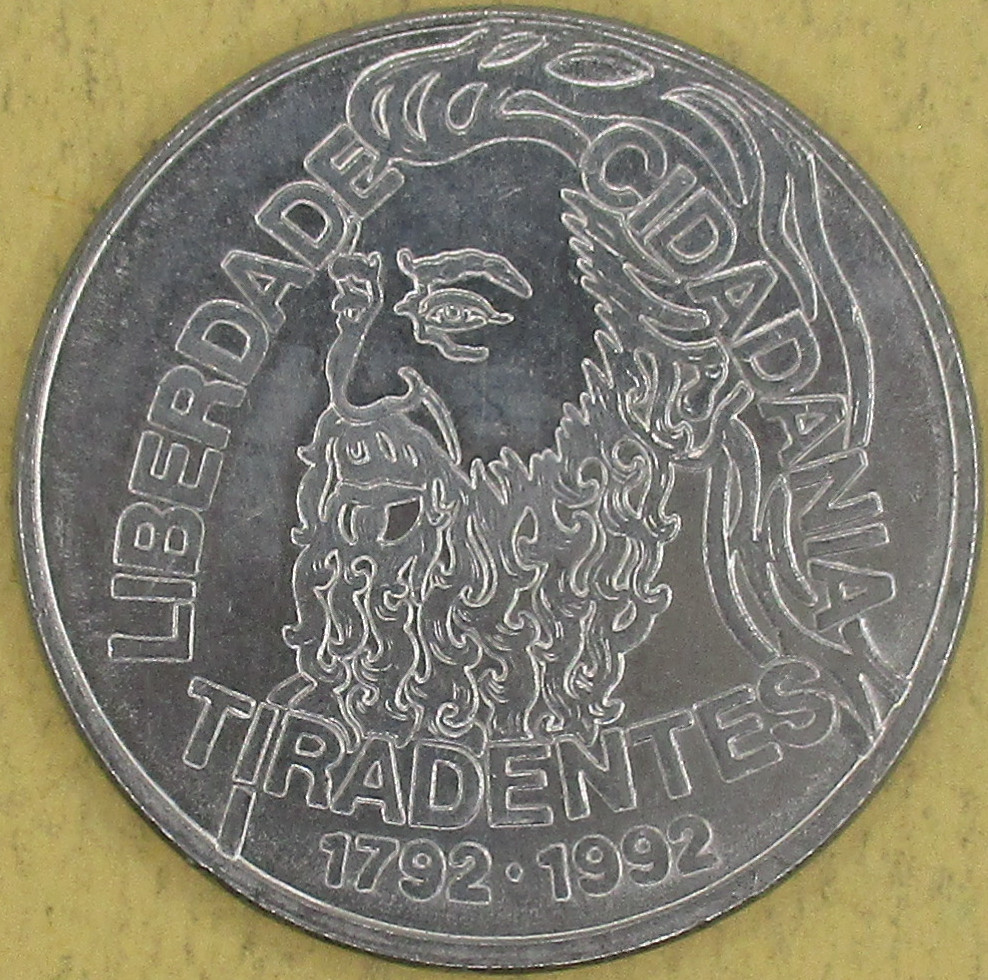 LIBERDADE
CIDADANIA
TIRADENTES
1792 · 1992